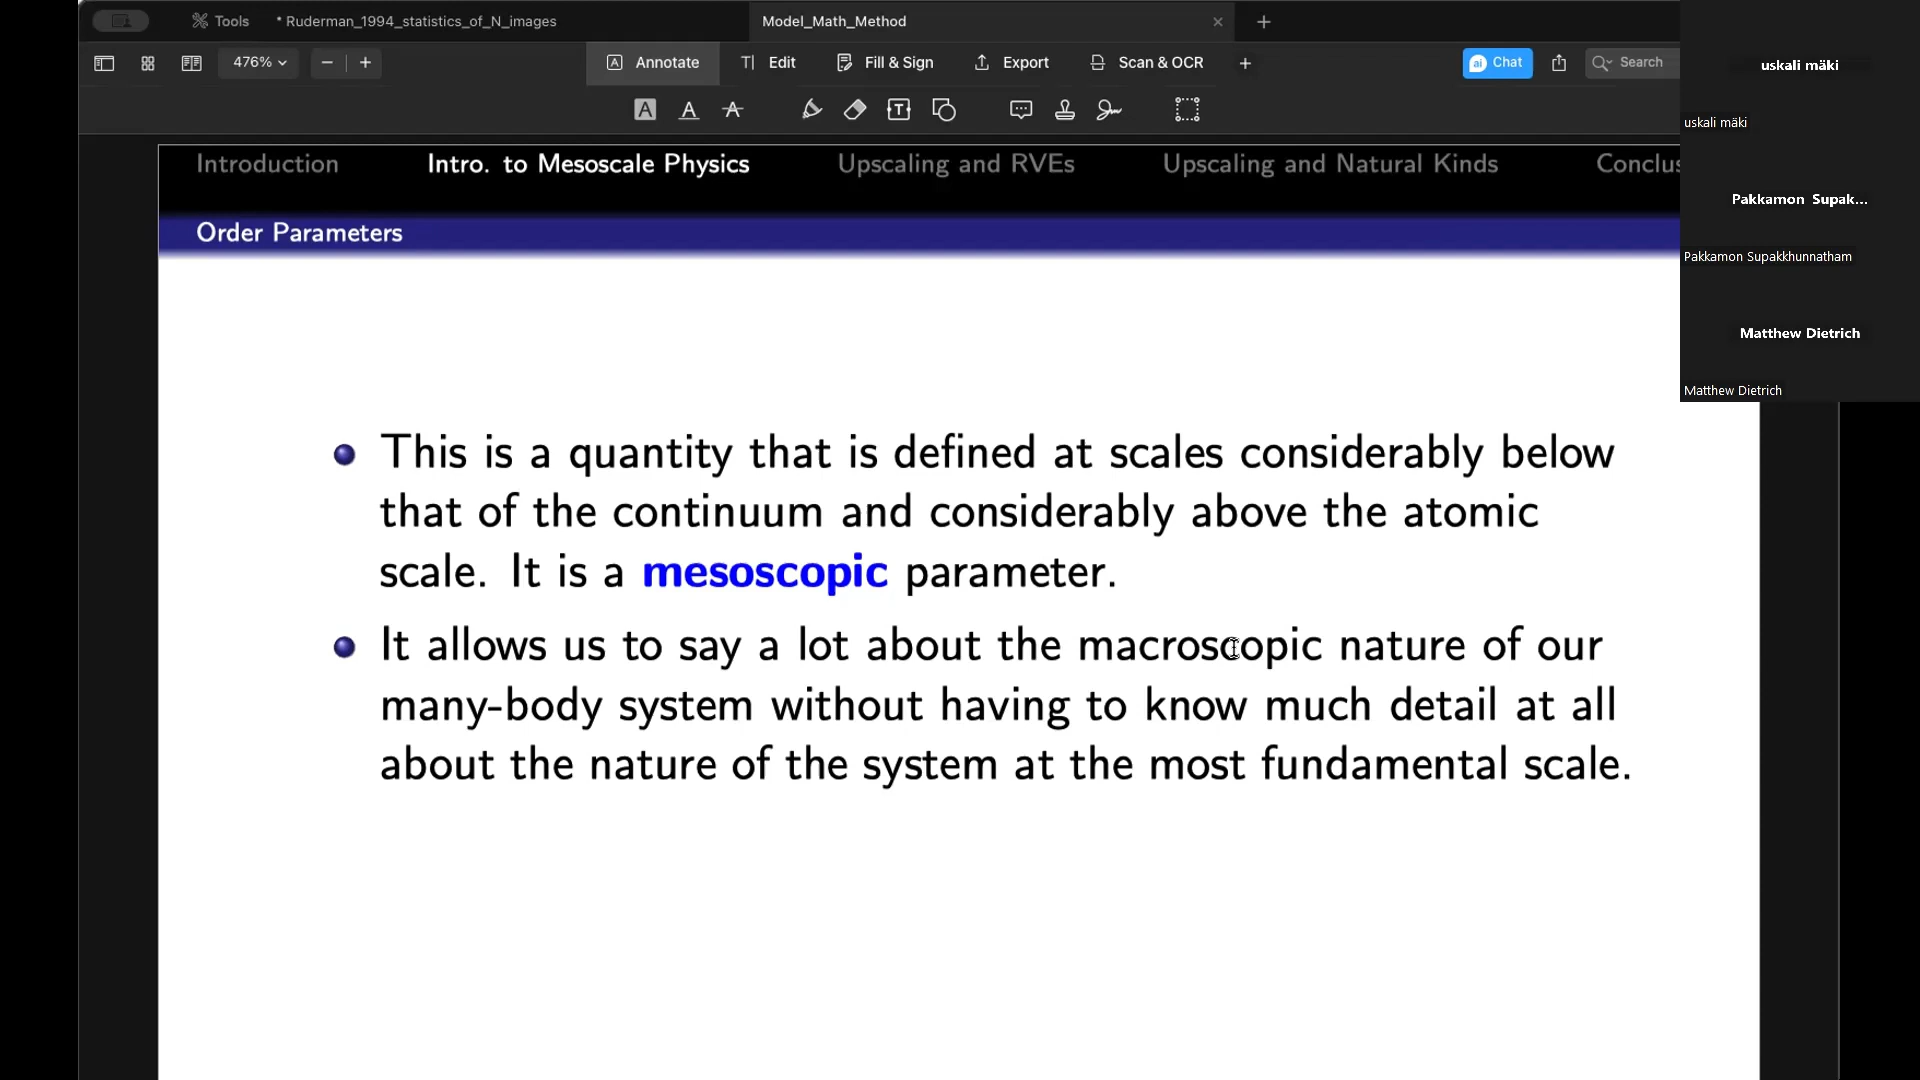 Tools
* Ruderman_1994_statistics_of_N_images
Model_Math_Method
476%
Annotate
Edit
Fill & Sign
Export
Scan & OCR
Chat
Search
Introduction
Intro. to Mesoscale Physics
Upscaling and RVEs
Upscaling and Natural Kinds
Conclus
Order Parameters
This is a quantity that is defined at scales considerably below
that of the continuum and considerably above the atomic
scale. It is a mesoscopic parameter.
It allows us to say a lot about the macroscopic nature of our
many-body system without having to know much detail at all
about the nature of the system at the most fundamental scale.
uskali mäki
uskali mäki
Pakkamon Supak...
Pakkamon Supakkhunnatham
Matthew Dietrich
Matthew Dietrich